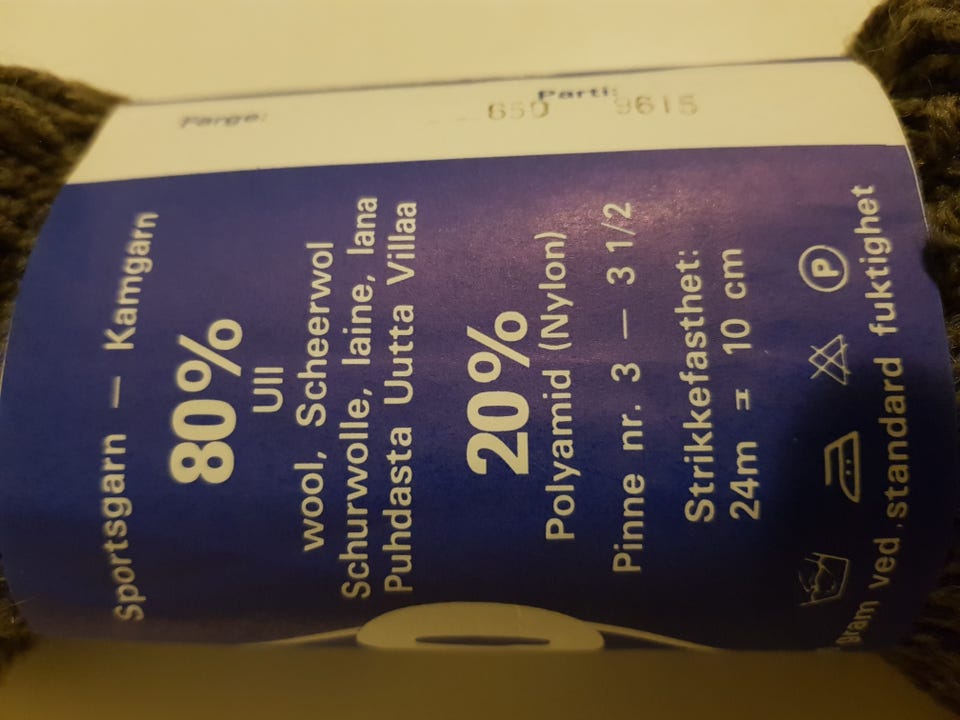 Farge: 650 Parti: 9615
Sportsgarn — Kamgarn
80%
Ull
wool, Scheerwol
Schurwolle, laine, lana
Puhdasta Uutta Villaa
20%
Polyamid (Nylon)
Pinne nr. 3 — 3 1/2
Strikkefasthet:
24m = 10 cm
P
gram ved standard fuktighet